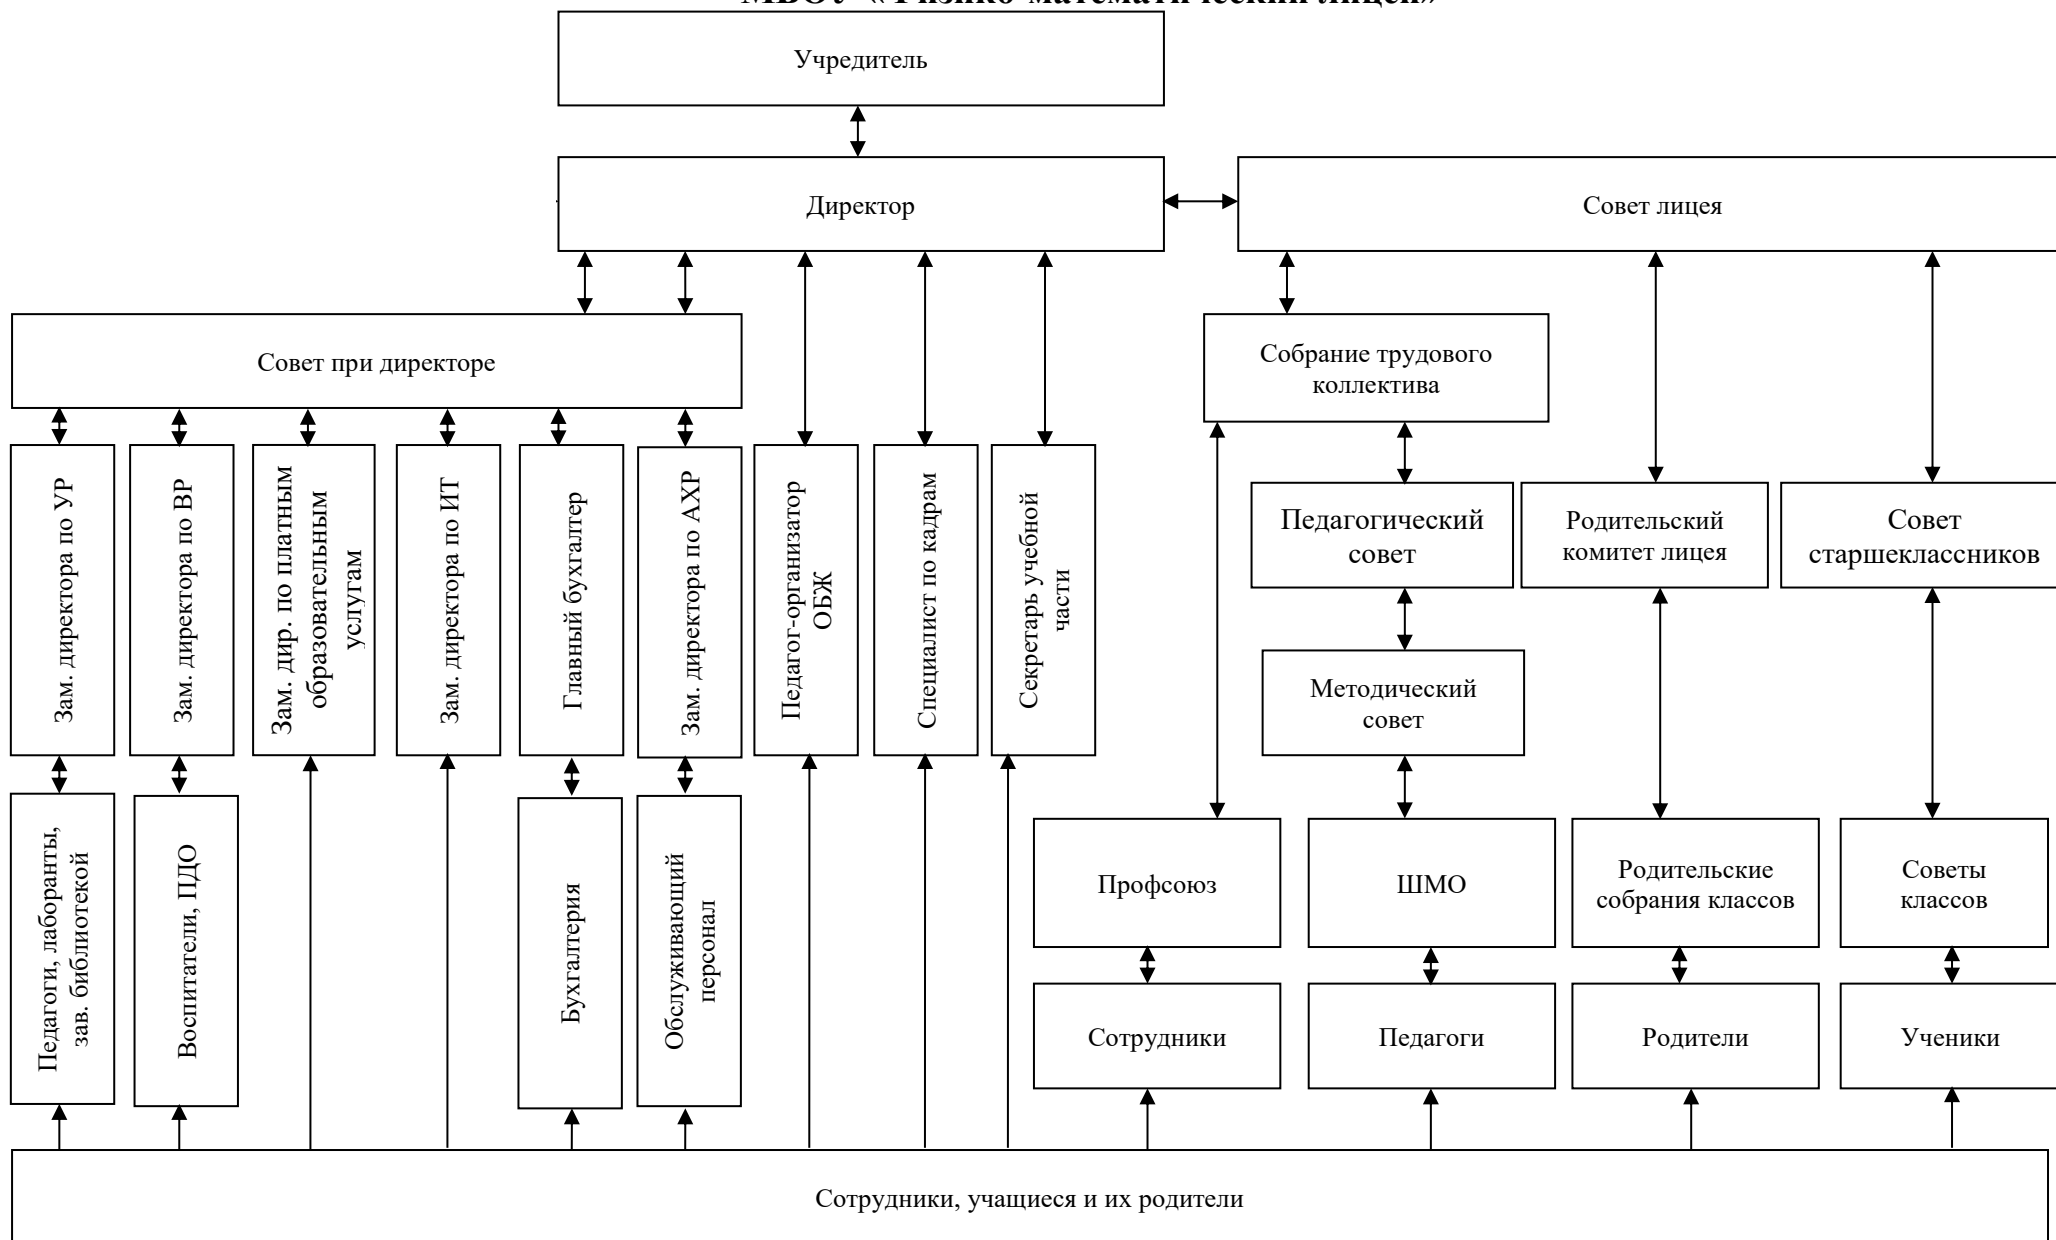 МБОУ «Физико-математический лицей»
Учредитель
Директор
Совет лицея
Совет при директоре
Собрание трудового
коллектива
Зам. директора по УР
Зам. директора по ВР
Зам. дир. по платным
образовательным
услугам
Зам. директора по ИТ
Главный бухгалтер
Зам. директора по АХР
Педагог-организатор
ОБЖ
Специалист по кадрам
Секретарь учебной
части
Педагогический
совет
Родительский
комитет лицея
Совет
старшеклассников
Методический
совет
Педагоги, лаборанты,
зав. библиотекой
Воспитатели, ПДО
Бухгалтерия
Обслуживающий
персонал
Профсоюз
ШМО
Родительские
собрания классов
Советы
классов
Сотрудники
Педагоги
Родители
Ученики
Сотрудники, учащиеся и их родители